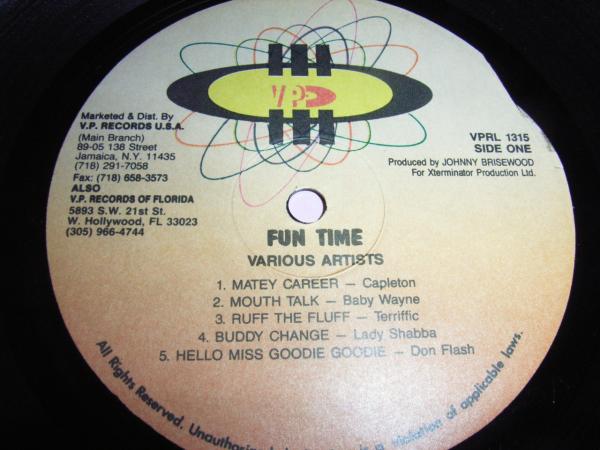 VP
Marketed & Dist. By
V.P. RECORDS U.S.A.
(Main Branch)
89-05 138 Street
Jamaica, N.Y. 11435
(718) 291-7058
Fax: (718) 658-3573
ALSO
V.P. RECORDS OF FLORIDA
5893 S.W. 21st St.
W. Hollywood, FL 33023
(305) 966-4744
VPRL 1315
SIDE ONE
Produced by JOHNNY BRISEWOOD
For Xterminator Production Ltd.
FUN TIME
VARIOUS ARTISTS
1. MATEY CAREER — Capleton
2. MOUTH TALK — Baby Wayne
3. RUFF THE FLUFF — Terriffic
4. BUDDY CHANGE — Lady Shabba
5. HELLO MISS GOODIE GOODIE — Don Flash
All Rights Reserved. is a violation of applicable laws.